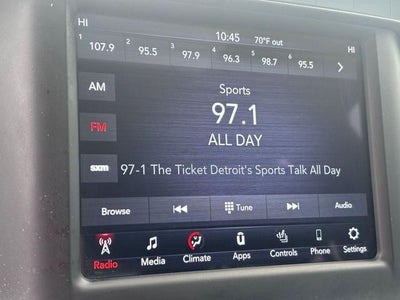 HI 10:45 70°F out HI
1 107.9 2 95.5 3 97.9 4 96.3 5 98.7 6 95.5
Sports
AM
97.1
FM
ALL DAY
sxm 97-1 The Ticket Detroit's Sports Talk All Day
Browse Tune Audio
Radio Media Climate Apps Controls Phone Settings